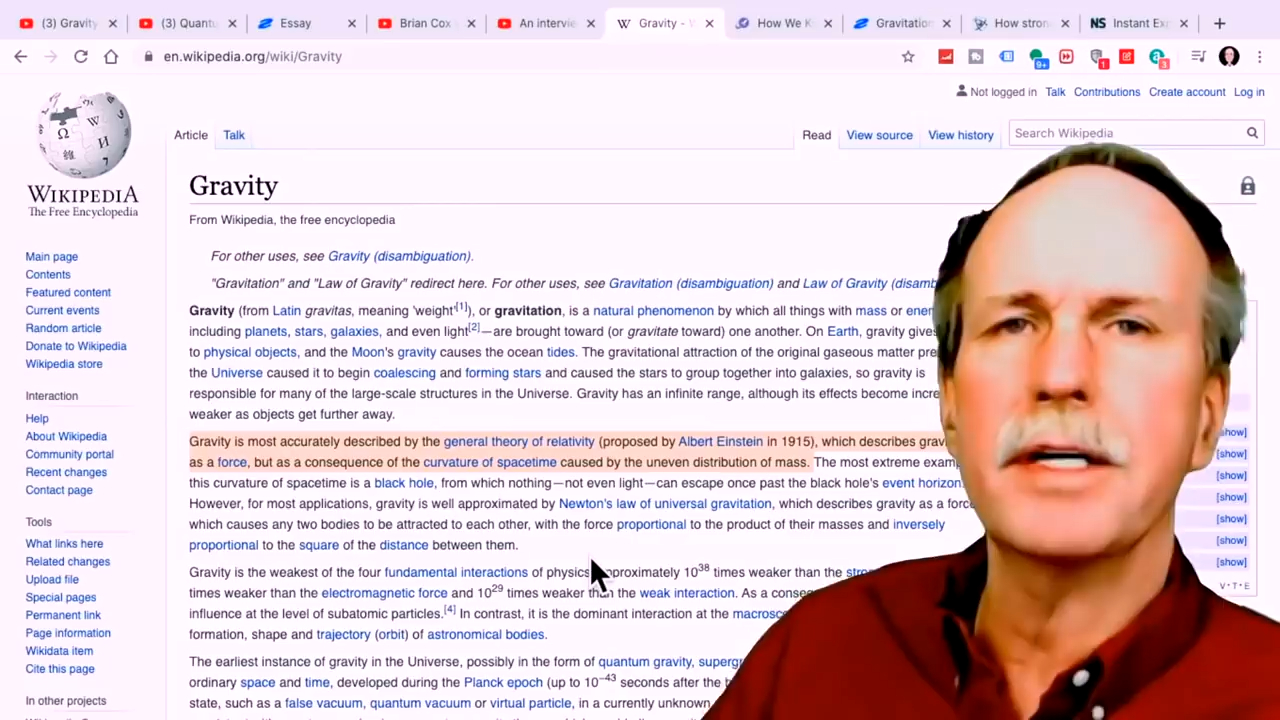 (3) Gravity
(3) Quantu
Essay
Brian Cox
An intervie
Gravity - W
How We Kn
Gravitation
How stron
NS Instant Exp
en.wikipedia.org/wiki/Gravity
9+
1
3
Not logged in Talk Contributions Create account Log in
Article Talk
Read View source View history
Search Wikipedia
WIKIPEDIA
The Free Encyclopedia
Main page
Contents
Featured content
Current events
Random article
Donate to Wikipedia
Wikipedia store
Interaction
Help
About Wikipedia
Community portal
Recent changes
Contact page
Tools
What links here
Related changes
Upload file
Special pages
Permanent link
Page information
Wikidata item
Cite this page
In other projects
Gravity
From Wikipedia, the free encyclopedia
For other uses, see Gravity (disambiguation).
"Gravitation" and "Law of Gravity" redirect here. For other uses, see Gravitation (disambiguation) and Law of Gravity (disamb
Gravity (from Latin gravitas, meaning 'weight'[1]), or gravitation, is a natural phenomenon by which all things with mass or ener
including planets, stars, galaxies, and even light[2]—are brought toward (or gravitate toward) one another. On Earth, gravity gives
to physical objects, and the Moon's gravity causes the ocean tides. The gravitational attraction of the original gaseous matter pre
the Universe caused it to begin coalescing and forming stars and caused the stars to group together into galaxies, so gravity is
responsible for many of the large-scale structures in the Universe. Gravity has an infinite range, although its effects become incre
weaker as objects get further away.
Gravity is most accurately described by the general theory of relativity (proposed by Albert Einstein in 1915), which describes gravi
as a force, but as a consequence of the curvature of spacetime caused by the uneven distribution of mass. The most extreme examp
this curvature of spacetime is a black hole, from which nothing—not even light—can escape once past the black hole's event horizon.
However, for most applications, gravity is well approximated by Newton's law of universal gravitation, which describes gravity as a force
which causes any two bodies to be attracted to each other, with the force proportional to the product of their masses and inversely
proportional to the square of the distance between them.
Gravity is the weakest of the four fundamental interactions of physics, approximately 10^38 times weaker than the stro
times weaker than the electromagnetic force and 10^29 times weaker than the weak interaction. As a conse
influence at the level of subatomic particles.[4] In contrast, it is the dominant interaction at the macrosc
formation, shape and trajectory (orbit) of astronomical bodies.
The earliest instance of gravity in the Universe, possibly in the form of quantum gravity, supergr
ordinary space and time, developed during the Planck epoch (up to 10^−43 seconds after the b
state, such as a false vacuum, quantum vacuum or virtual particle, in a currently unknown
[show]
[show]
[show]
[show]
[show]
[show]
V·T·E